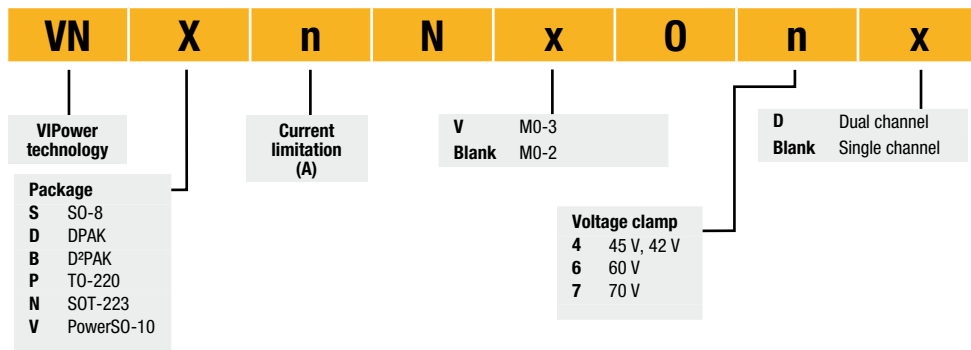 VN X n N x O n x
VIPower
technology
Package
S SO-8
D DPAK
B D²PAK
P TO-220
N SOT-223
V PowerSO-10
Current
limitation
(A)
V M0-3
Blank M0-2
Voltage clamp
4 45 V, 42 V
6 60 V
7 70 V
D Dual channel
Blank Single channel